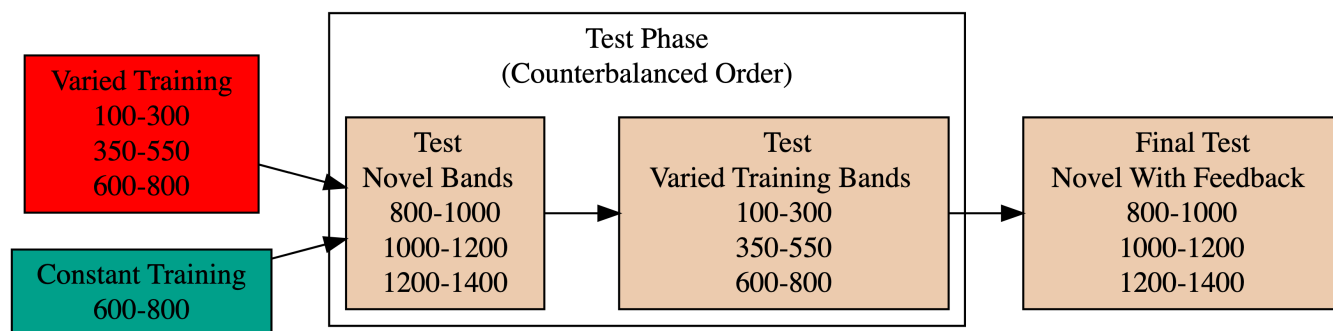 Varied Training
100-300
350-550
600-800
Constant Training
600-800
Test Phase
(Counterbalanced Order)
Test
Novel Bands
800-1000
1000-1200
1200-1400
Test
Varied Training Bands
100-300
350-550
600-800
Final Test
Novel With Feedback
800-1000
1000-1200
1200-1400